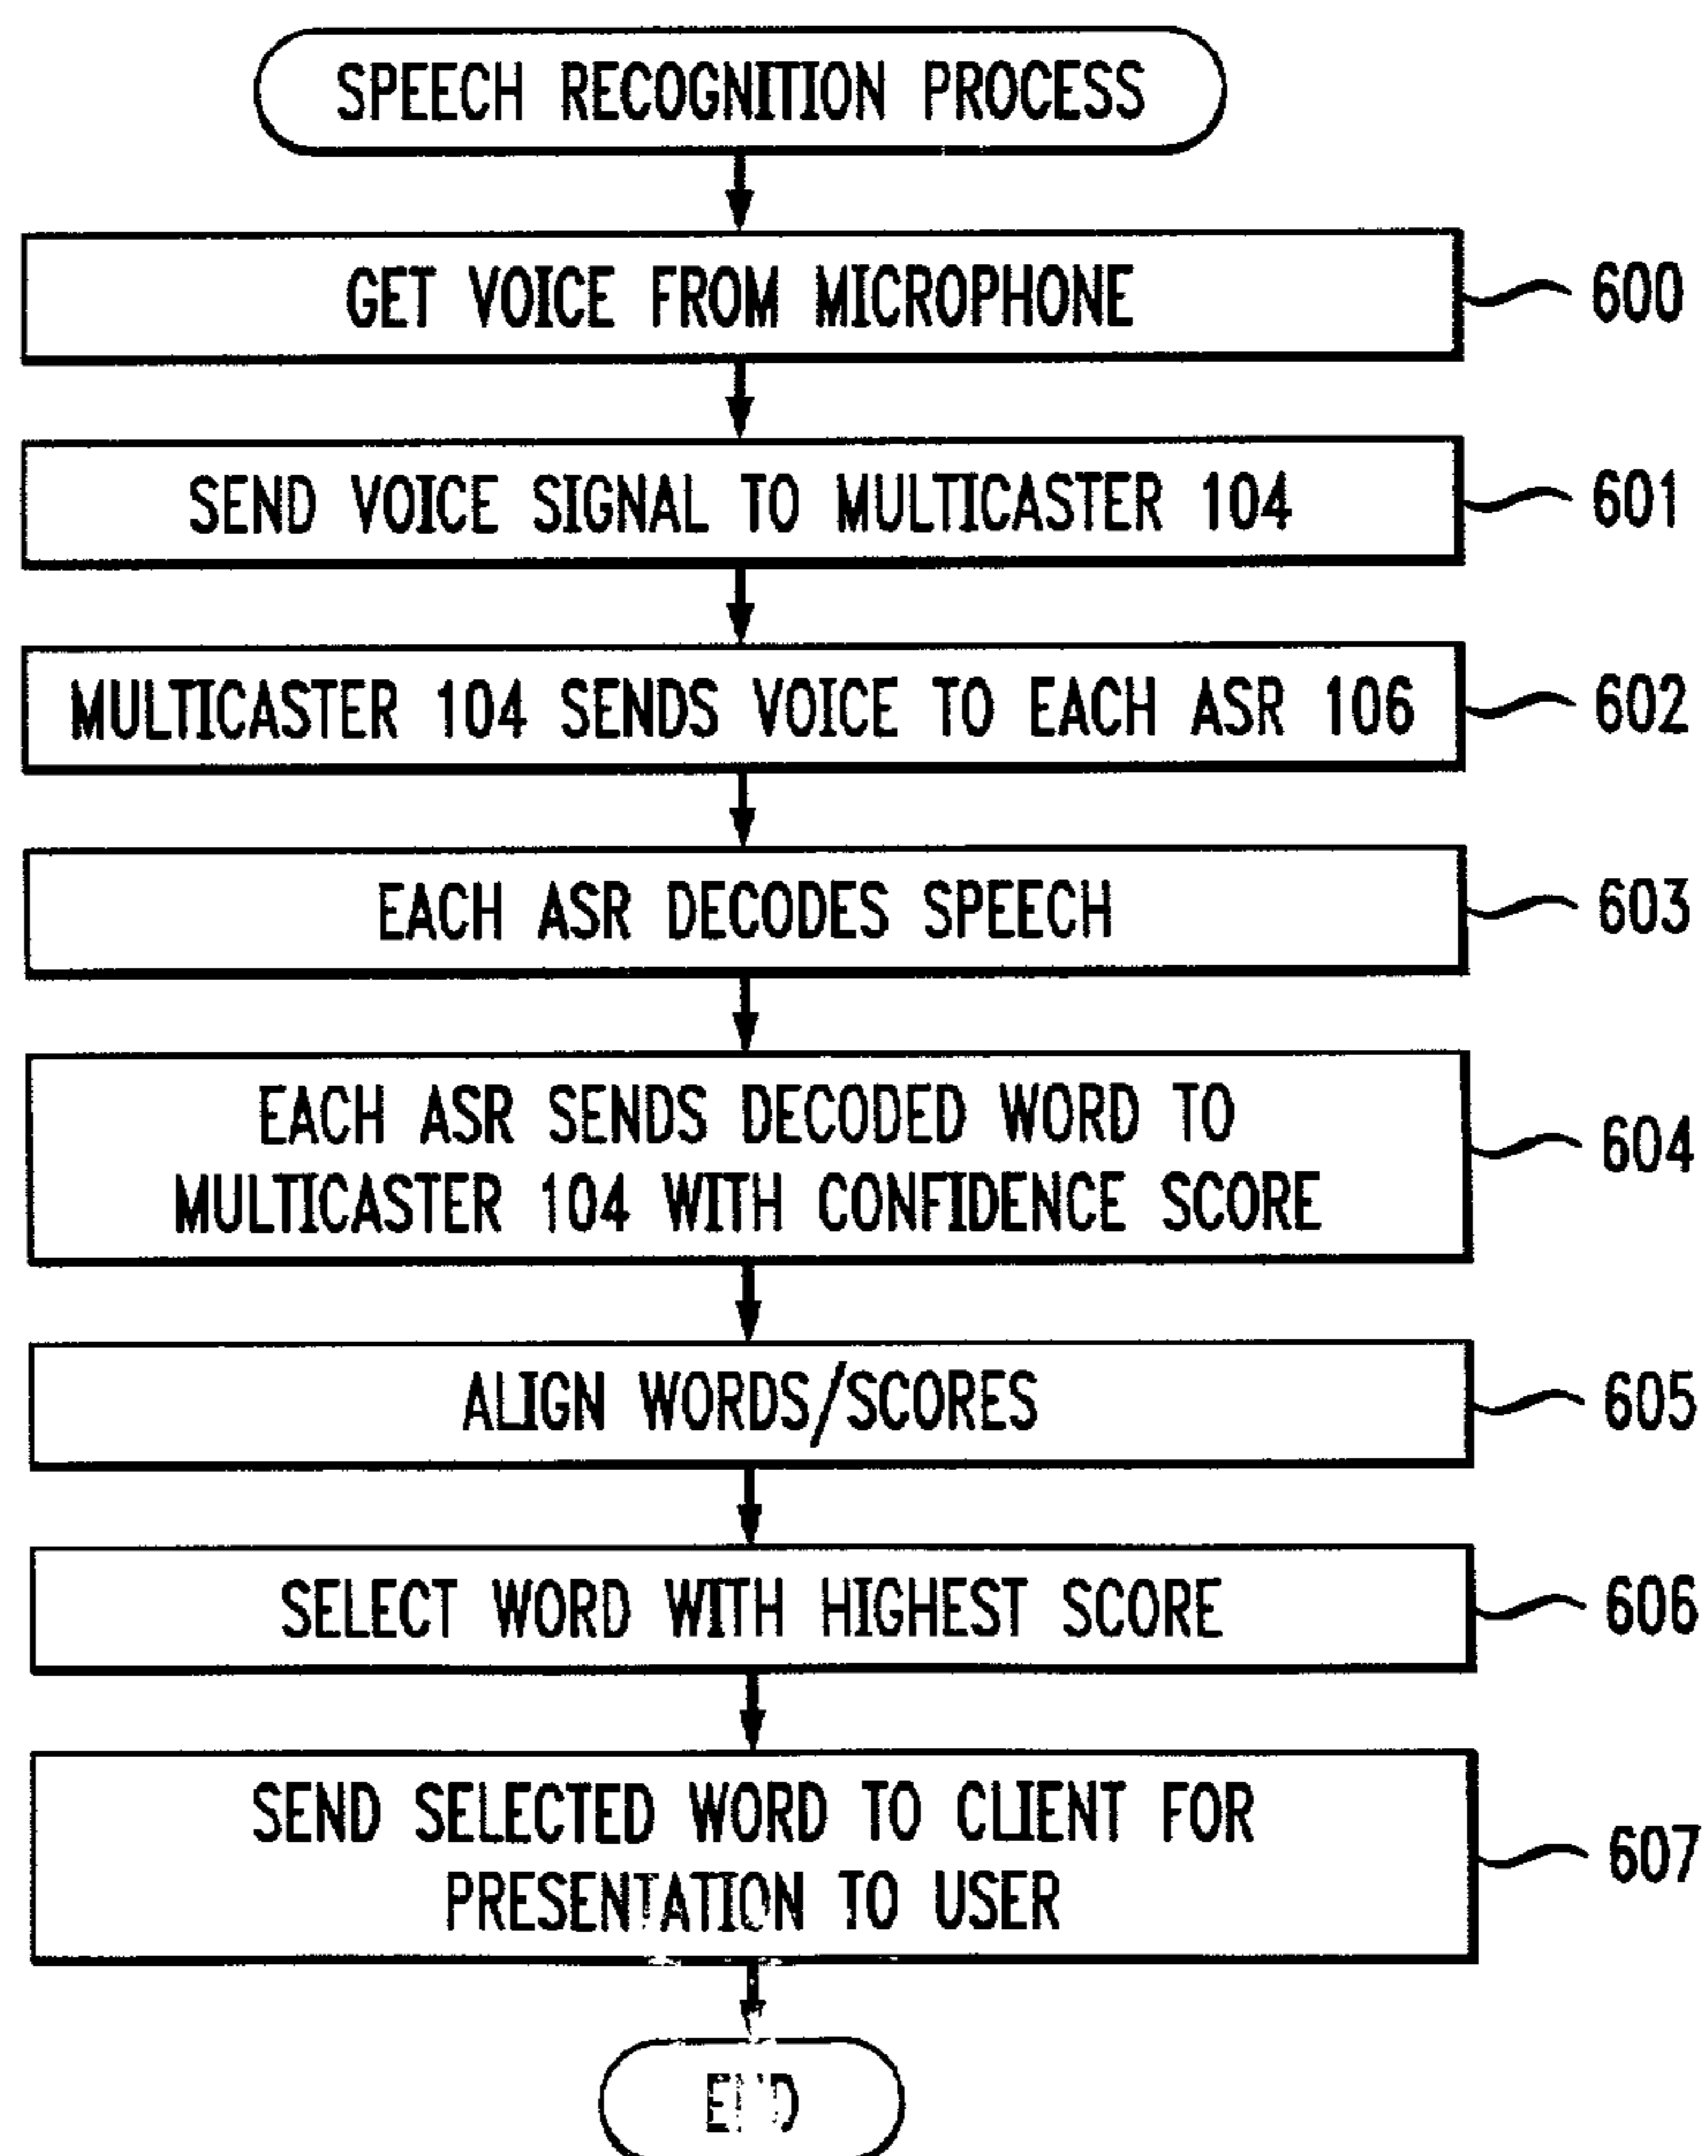 SPEECH RECOGNITION PROCESS
GET VOICE FROM MICROPHONE
600
SEND VOICE SIGNAL TO MULTICASTER 104
601
MULTICASTER 104 SENDS VOICE TO EACH ASR 106
602
EACH ASR DECODES SPEECH
603
EACH ASR SENDS DECODED WORD TO
MULTICASTER 104 WITH CONFIDENCE SCORE
604
ALIGN WORDS/SCORES
605
SELECT WORD WITH HIGHEST SCORE
606
SEND SELECTED WORD TO CLIENT FOR
PRESENTATION TO USER
607
END